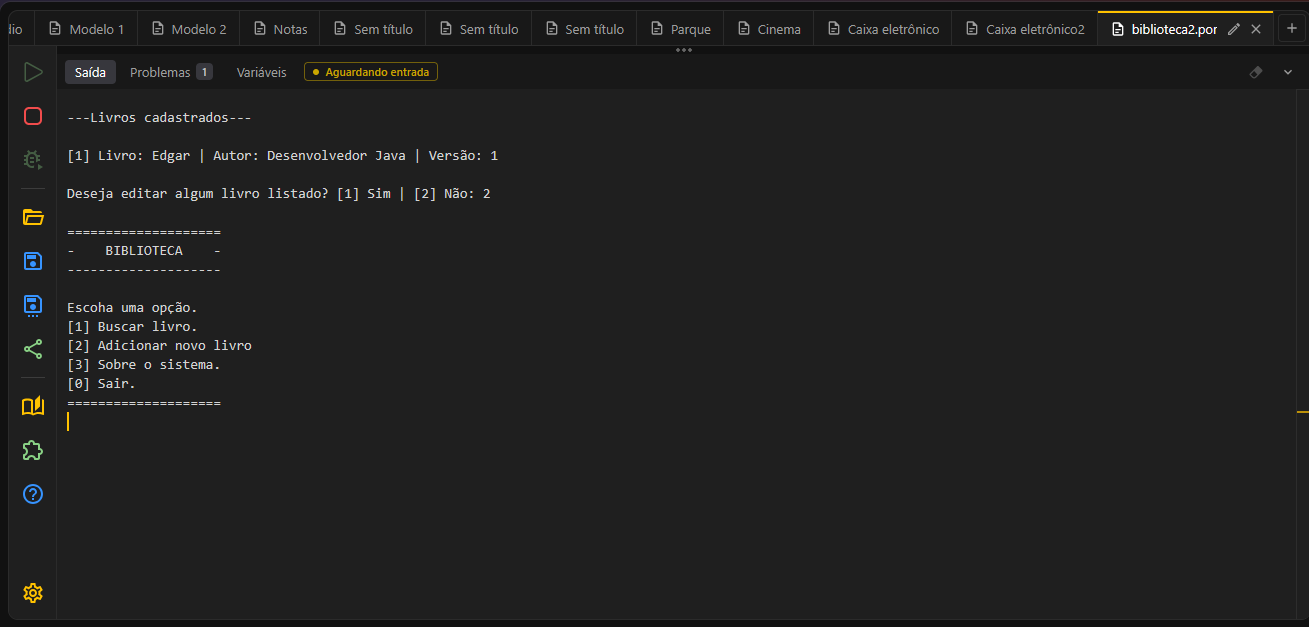 dio Modelo 1 Modelo 2 Notas Sem título Sem título Sem título Parque Cinema Caixa eletrônico Caixa eletrônico2 biblioteca2.por
Saída Problemas 1 Variáveis Aguardando entrada
---Livros cadastrados---
[1] Livro: Edgar | Autor: Desenvolvedor Java | Versão: 1
Deseja editar algum livro listado? [1] Sim | [2] Não: 2
====================
-    BIBLIOTECA    -
--------------------
Escoha uma opção.
[1] Buscar livro.
[2] Adicionar novo livro
[3] Sobre o sistema.
[0] Sair.
====================